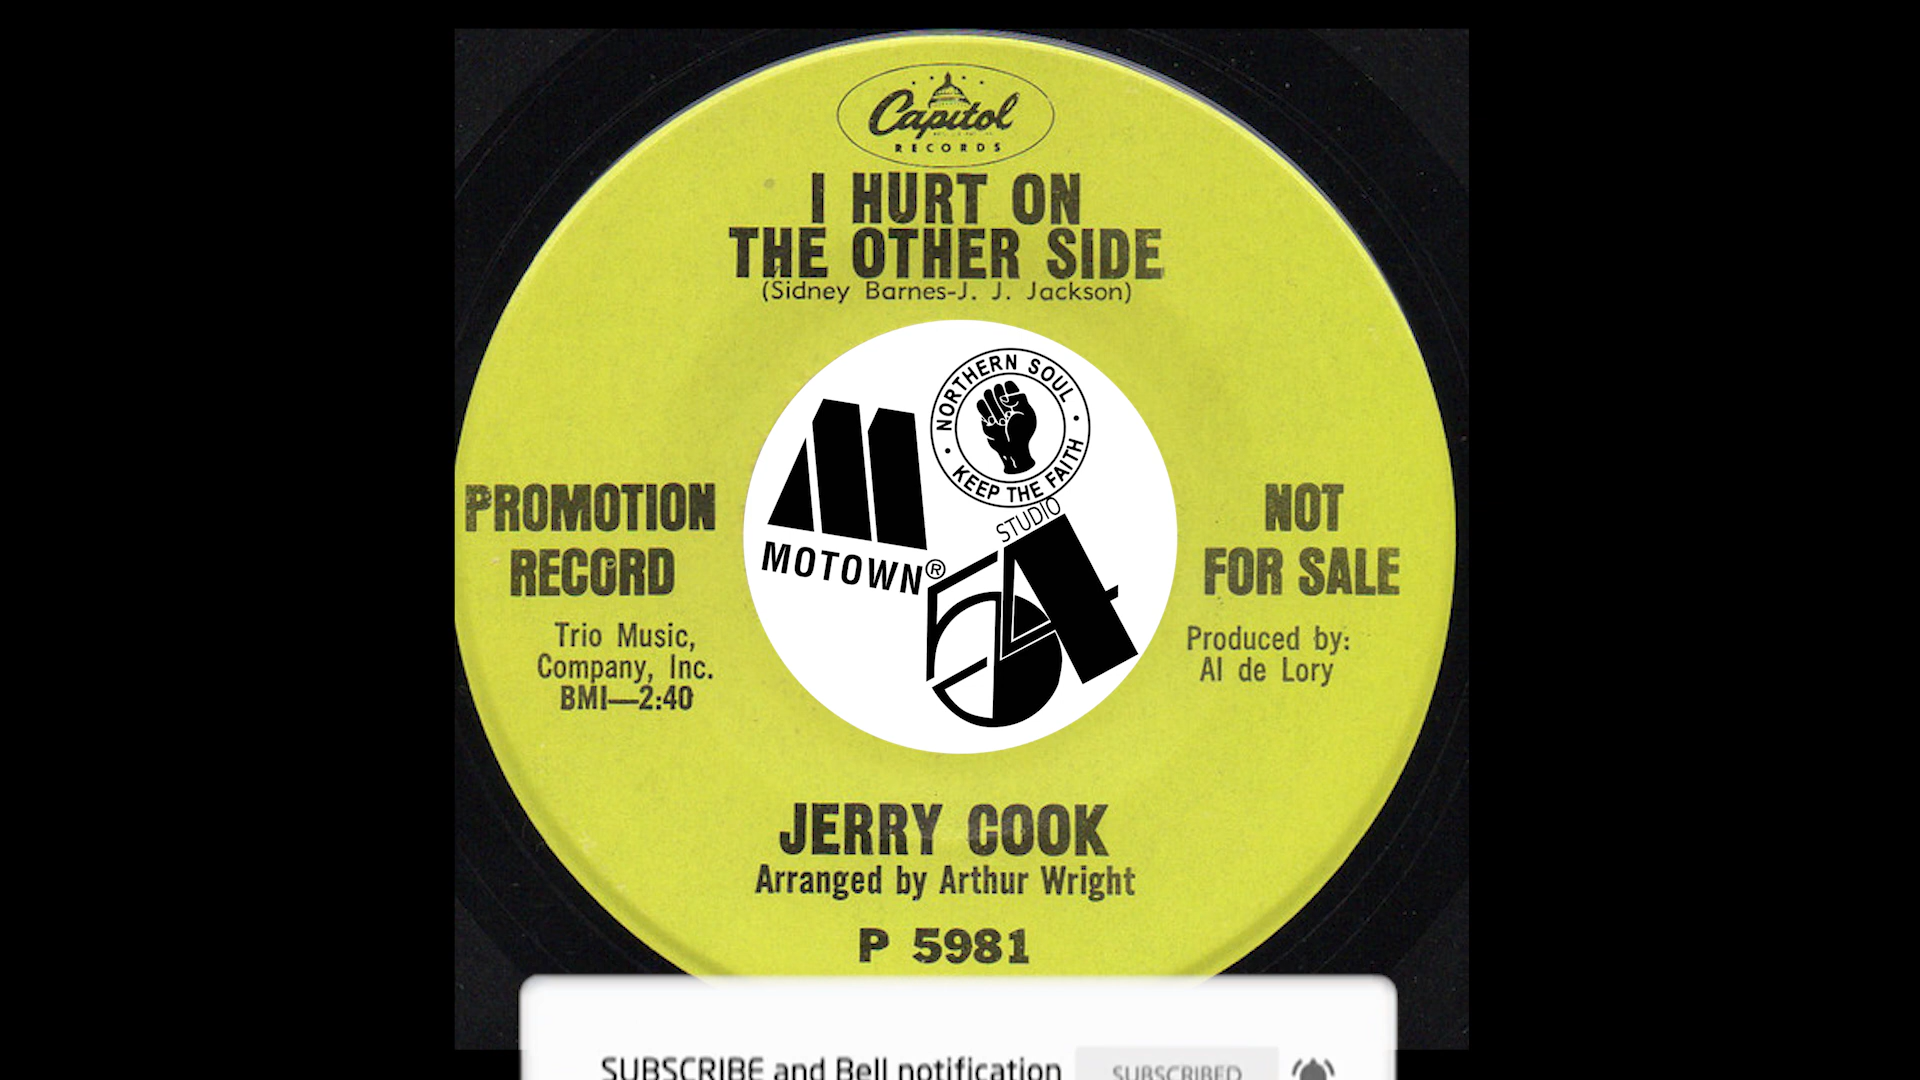 Capitol
RECORDS
I HURT ON
THE OTHER SIDE
(Sidney Barnes-J. J. Jackson)
NORTHERN SOUL
KEEP THE FAITH
MOTOWN®
STUDIO
54
PROMOTION
RECORD
Trio Music,
Company, Inc.
BMI—2:40
NOT
FOR SALE
Produced by:
Al de Lory
JERRY COOK
Arranged by Arthur Wright
P 5981
SUBSCRIBE and Bell notification
SUBSCRIBED